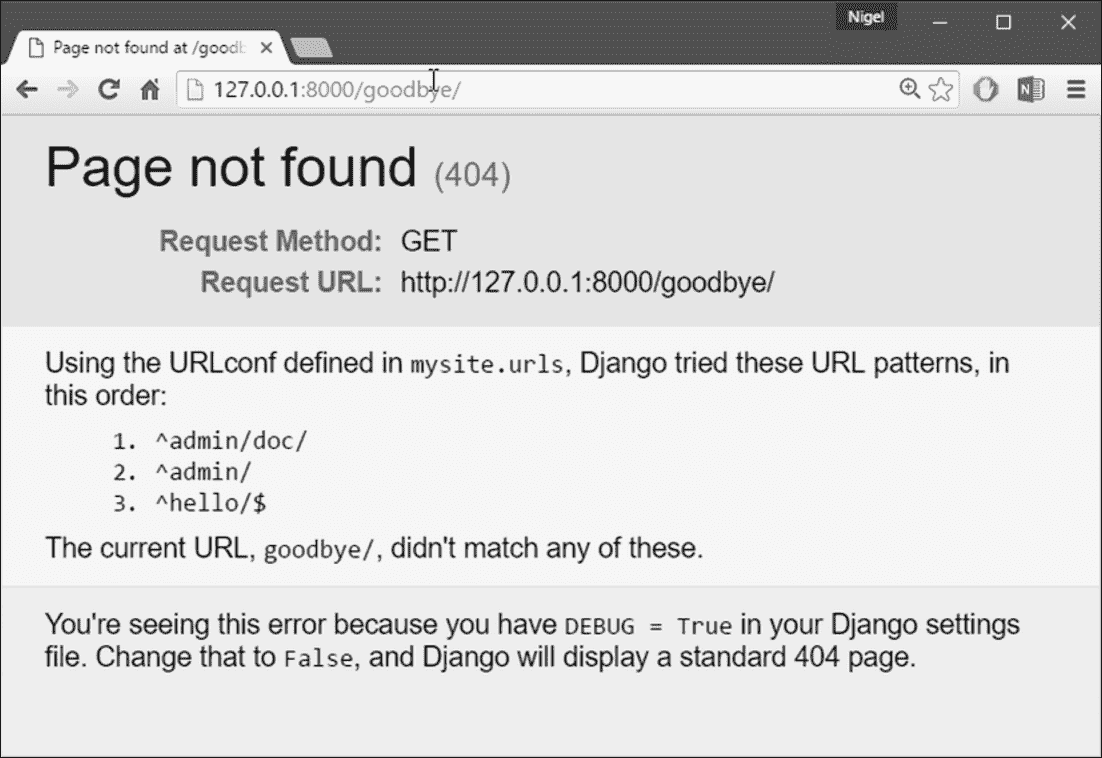 Nigel
Page not found at /goodb
127.0.0.1:8000/goodbye/
N
Page not found (404)
Request Method: GET
Request URL: http://127.0.0.1:8000/goodbye/
Using the URLconf defined in mysite.urls, Django tried these URL patterns, in
this order:
1. ^admin/doc/
2. ^admin/
3. ^hello/$
The current URL, goodbye/, didn't match any of these.
You're seeing this error because you have DEBUG = True in your Django settings
file. Change that to False, and Django will display a standard 404 page.